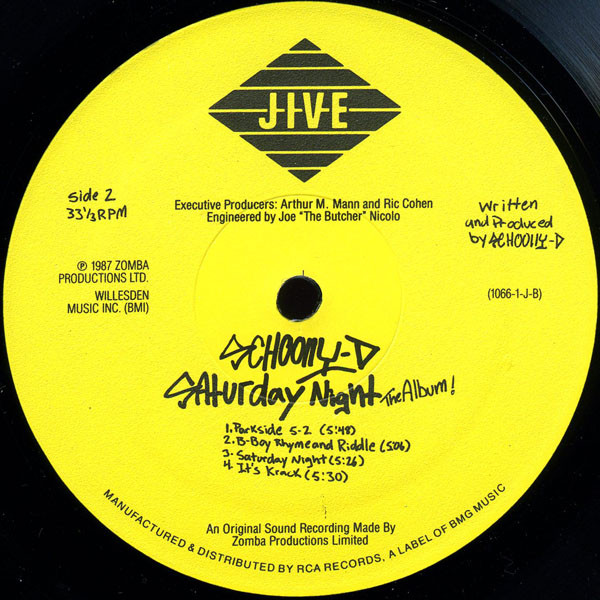 JIVE
Side 2
33⅓ RPM
Executive Producers: Arthur M. Mann and Ric Cohen
Engineered by Joe "The Butcher" Nicolo
Written
and Produced
by SCHOOLLY-D
℗ 1987 ZOMBA
PRODUCTIONS LTD.
WILLESDEN
MUSIC INC. (BMI)
(1066-1-J-B)
SCHOOLLY-D
SAturday Night The Album!
1. Parkside 5-2 (5:48)
2. B-Boy Rhyme and Riddle (5:06)
3. Saturday Night (5:26)
4. It's Krack (5:30)
An Original Sound Recording Made By
Zomba Productions Limited
MANUFACTURED & DISTRIBUTED BY RCA RECORDS, A LABEL OF BMG MUSIC